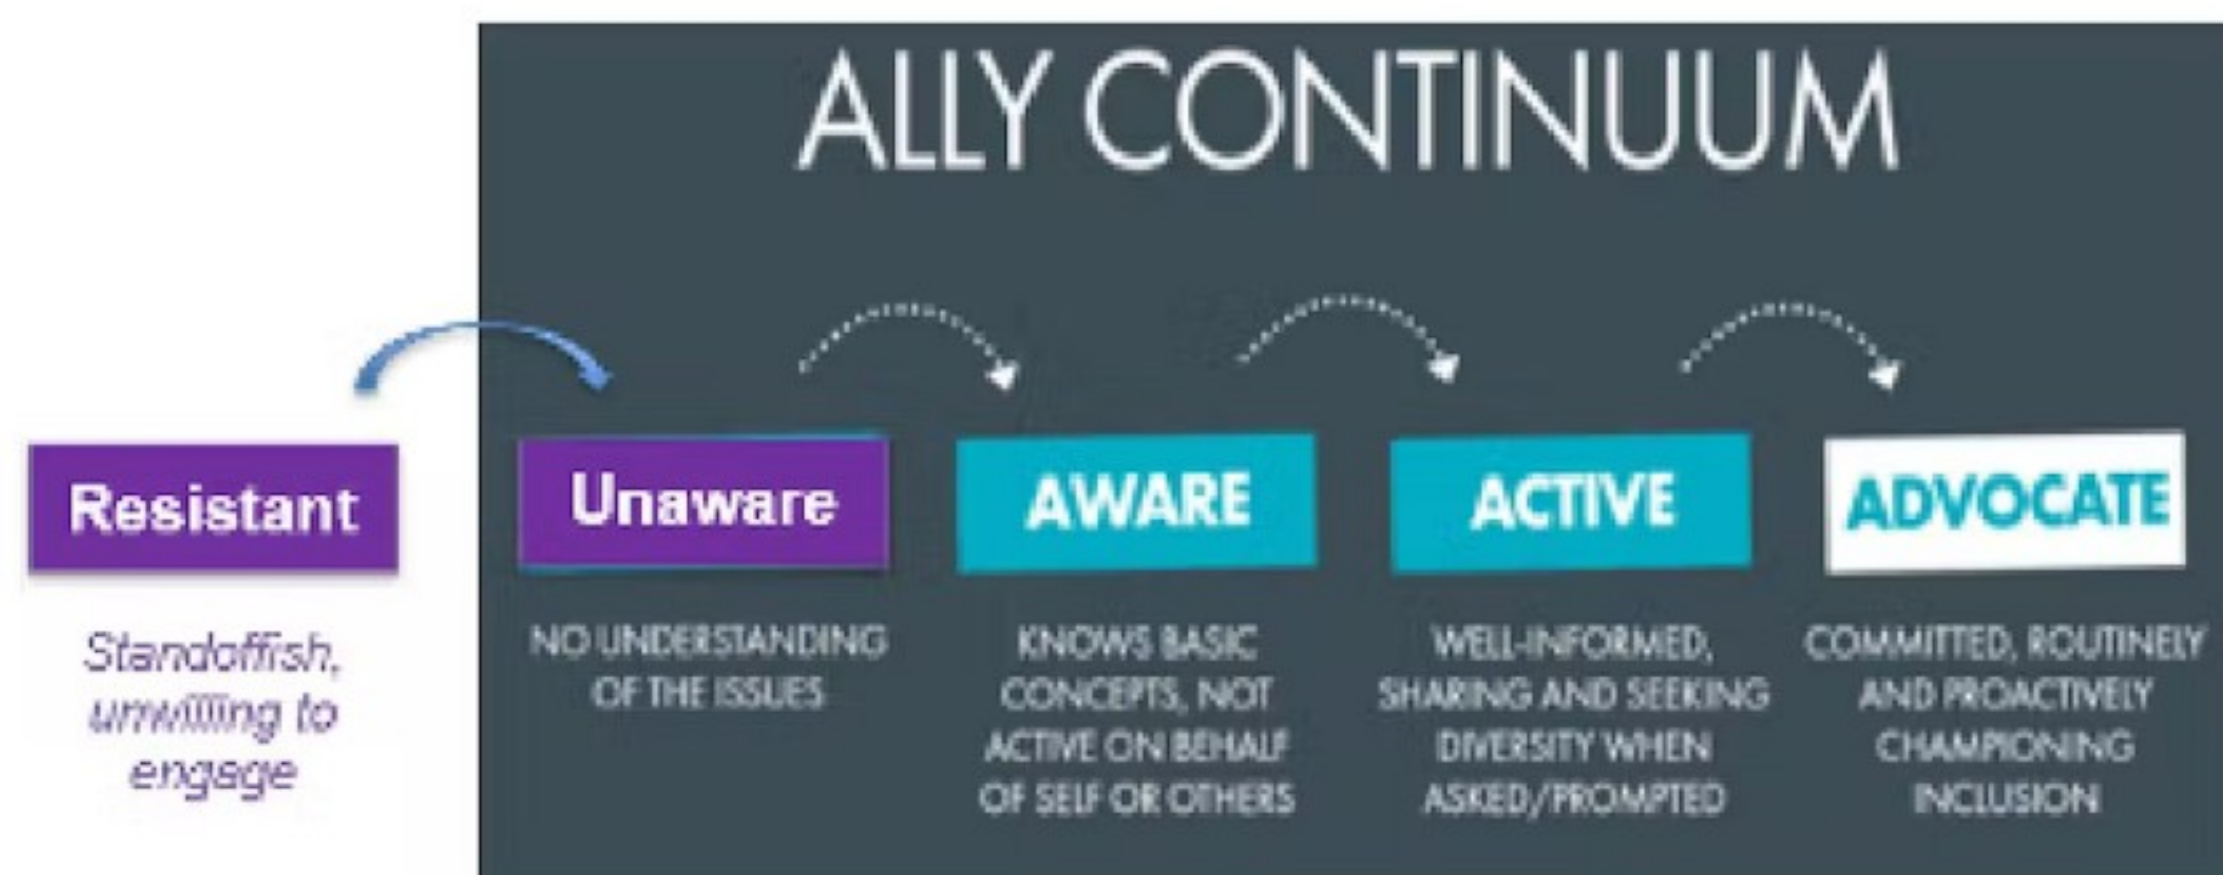 ALLY CONTINUUM
Resistant
Standoffish,
unwilling to
engage
Unaware
NO UNDERSTANDING
OF THE ISSUES
AWARE
KNOWS BASIC
CONCEPTS, NOT
ACTIVE ON BEHALF
OF SELF OR OTHERS
ACTIVE
WELL-INFORMED,
SHARING AND SEEKING
DIVERSITY WHEN
ASKED/PROMPTED
ADVOCATE
COMMITTED, ROUTINELY
AND PROACTIVELY
CHAMPIONING
INCLUSION